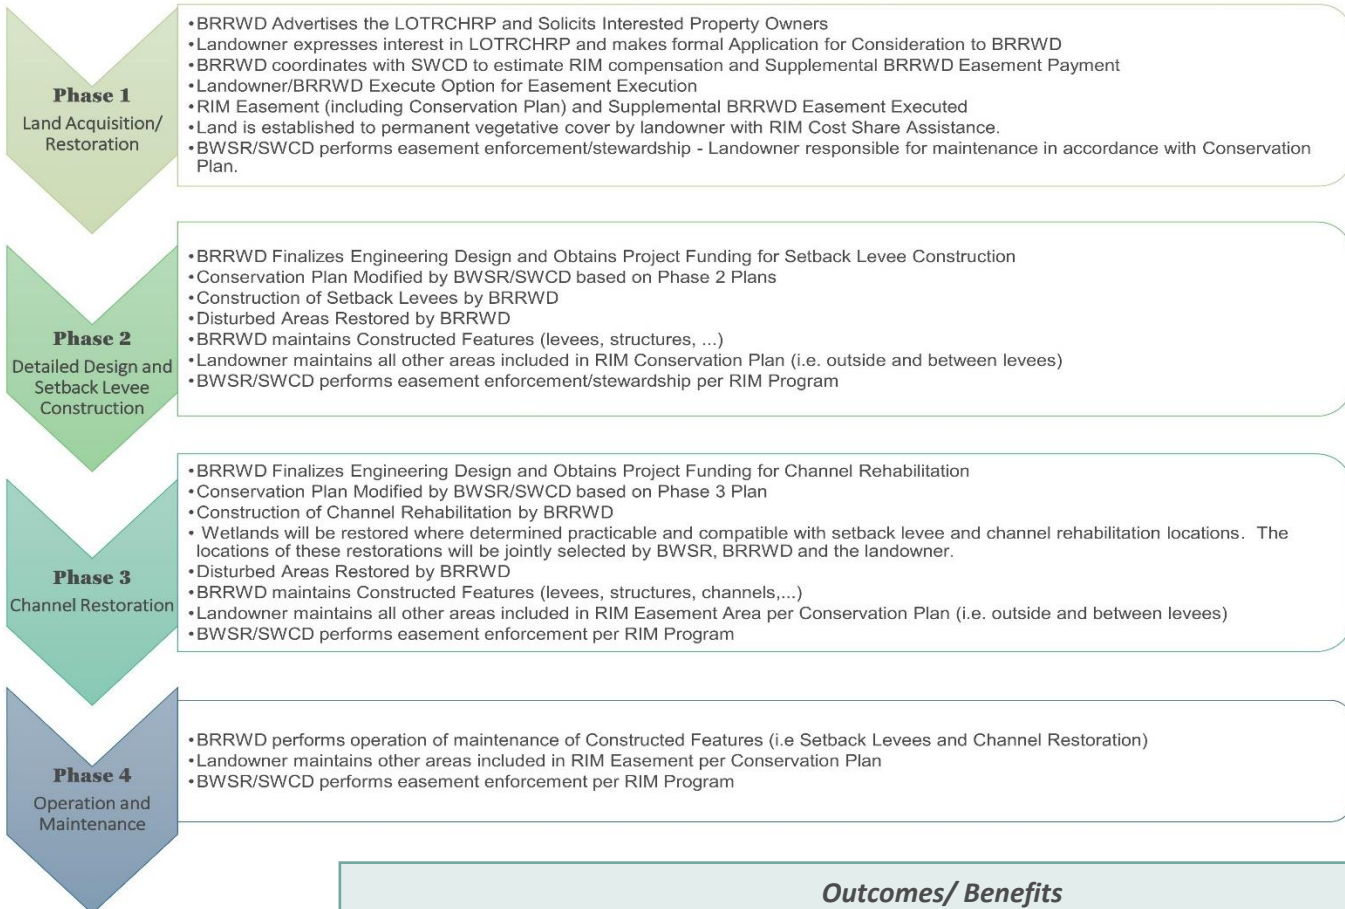 Phase 1
Land Acquisition/
Restoration
•BRRWD Advertises the LOTRCHRP and Solicits Interested Property Owners
•Landowner expresses interest in LOTRCHRP and makes formal Application for Consideration to BRRWD
•BRRWD coordinates with SWCD to estimate RIM compensation and Supplemental BRRWD Easement Payment
•Landowner/BRRWD Execute Option for Easement Execution
•RIM Easement (including Conservation Plan) and Supplemental BRRWD Easement Executed
•Land is established to permanent vegetative cover by landowner with RIM Cost Share Assistance.
•BWSR/SWCD performs easement enforcement/stewardship - Landowner responsible for maintenance in accordance with Conservation
Plan.
Phase 2
Detailed Design and
Setback Levee
Construction
•BRRWD Finalizes Engineering Design and Obtains Project Funding for Setback Levee Construction
•Conservation Plan Modified by BWSR/SWCD based on Phase 2 Plans
•Construction of Setback Levees by BRRWD
•Disturbed Areas Restored by BRRWD
•BRRWD maintains Constructed Features (levees, structures, ...)
•Landowner maintains all other areas included in RIM Conservation Plan (i.e. outside and between levees)
•BWSR/SWCD performs easement enforcement/stewardship per RIM Program
Phase 3
Channel Restoration
•BRRWD Finalizes Engineering Design and Obtains Project Funding for Channel Rehabilitation
•Conservation Plan Modified by BWSR/SWCD based on Phase 3 Plan
•Construction of Channel Rehabilitation by BRRWD
• Wetlands will be restored where determined practicable and compatible with setback levee and channel rehabilitation locations. The
locations of these restorations will be jointly selected by BWSR, BRRWD and the landowner.
•Disturbed Areas Restored by BRRWD
•BRRWD maintains Constructed Features (levees, structures, channels,...)
•Landowner maintains all other areas included in RIM Easement Area per Conservation Plan (i.e. outside and between levees)
•BWSR/SWCD performs easement enforcement per RIM Program
Phase 4
Operation and
Maintenance
•BRRWD performs operation of maintenance of Constructed Features (i.e Setback Levees and Channel Restoration)
•Landowner maintains other areas included in RIM Easement per Conservation Plan
•BWSR/SWCD performs easement enforcement per RIM Program
Outcomes/ Benefits